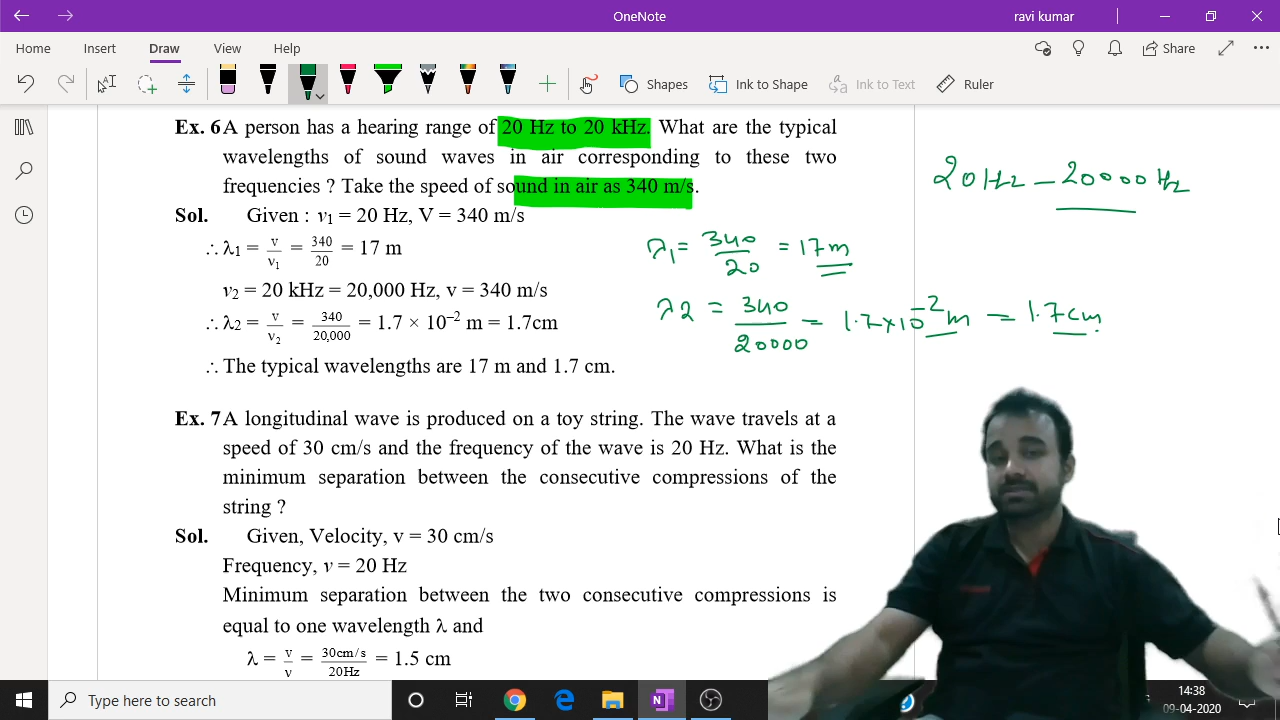 OneNote
ravi kumar
Home Insert Draw View Help
Share
Shapes
Ink to Shape
Ink to Text
Ruler
Ex. 6 A person has a hearing range of 20 Hz to 20 kHz. What are the typical
wavelengths of sound waves in air corresponding to these two
frequencies ? Take the speed of sound in air as 340 m/s.
Sol. Given : ν1 = 20 Hz, V = 340 m/s
∴ λ1 = v/ν1 = 340/20 = 17 m
ν2 = 20 kHz = 20,000 Hz, v = 340 m/s
∴ λ2 = v/ν2 = 340/20,000 = 1.7 × 10–2 m = 1.7cm
∴ The typical wavelengths are 17 m and 1.7 cm.
20 Hz – 20000 Hz
λ1 = 340/20 = 17 m
λ2 = 340/20000 = 1.7×10-2 m = 1.7 cm
Ex. 7 A longitudinal wave is produced on a toy string. The wave travels at a
speed of 30 cm/s and the frequency of the wave is 20 Hz. What is the
minimum separation between the consecutive compressions of the
string ?
Sol. Given, Velocity, v = 30 cm/s
Frequency, ν = 20 Hz
Minimum separation between the two consecutive compressions is
equal to one wavelength λ and
λ = v/ν = 30cm/s/20Hz = 1.5 cm
Type here to search
14:38
09-04-2020